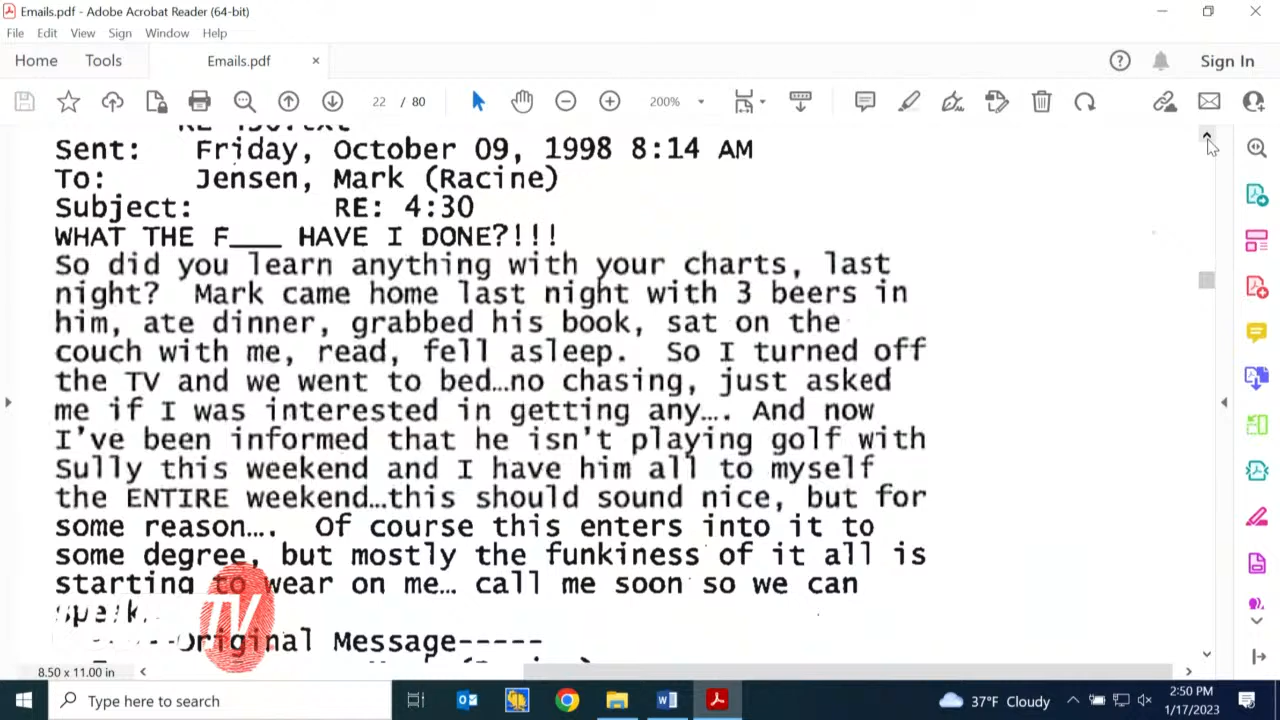 Emails.pdf - Adobe Acrobat Reader (64-bit)
File Edit View Sign Window Help
Home Tools Emails.pdf × Sign In
22 / 80 200%
Sent: Friday, October 09, 1998 8:14 AM
To: Jensen, Mark (Racine)
Subject: RE: 4:30
WHAT THE F___ HAVE I DONE?!!!
So did you learn anything with your charts, last
night? Mark came home last night with 3 beers in
him, ate dinner, grabbed his book, sat on the
couch with me, read, fell asleep. So I turned off
the TV and we went to bed…no chasing, just asked
me if I was interested in getting any…. And now
I've been informed that he isn't playing golf with
Sully this weekend and I have him all to myself
the ENTIRE weekend…this should sound nice, but for
some reason…. Of course this enters into it to
some degree, but mostly the funkiness of it all is
starting to wear on me… call me soon so we can
speak.
TV
Original Message-----
8.50 x 11.00 in
Type here to search
37°F Cloudy
2:50 PM
1/17/2023